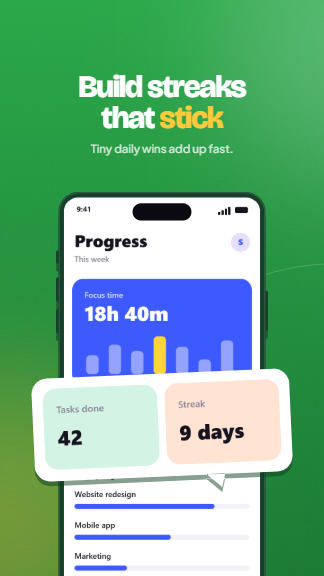 Build streaks
that stick
Tiny daily wins add up fast.
9:41
Progress
S
This week
Focus time
18h 40m
Tasks done
42
Streak
9 days
Website redesign
Mobile app
Marketing